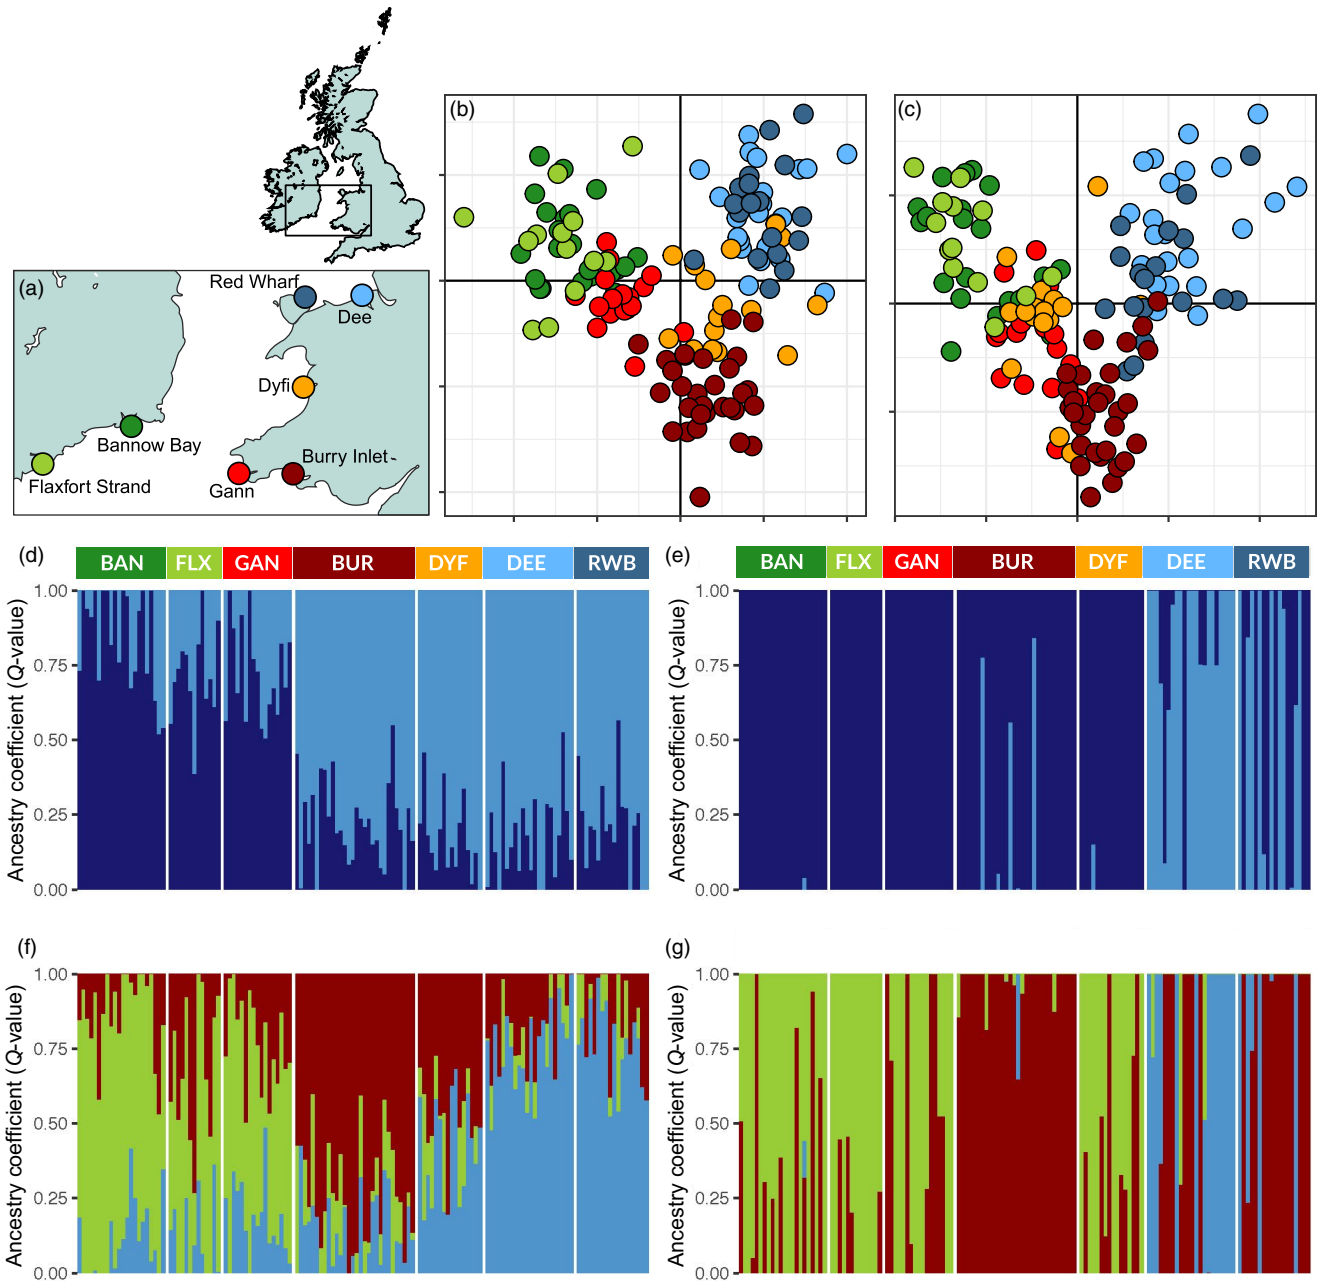 (a)
Red Wharf
Dee
Dyfi
Bannow Bay
Burry Inlet
Flaxfort Strand
Gann
(b)
(c)
(d)
BAN FLX GAN BUR DYF DEE RWB
Ancestry coefficient (Q-value)
1.00
0.75
0.50
0.25
0.00
(e)
BAN FLX GAN BUR DYF DEE RWB
Ancestry coefficient (Q-value)
1.00
0.75
0.50
0.25
0.00
(f)
Ancestry coefficient (Q-value)
1.00
0.75
0.50
0.25
0.00
(g)
Ancestry coefficient (Q-value)
1.00
0.75
0.50
0.25
0.00